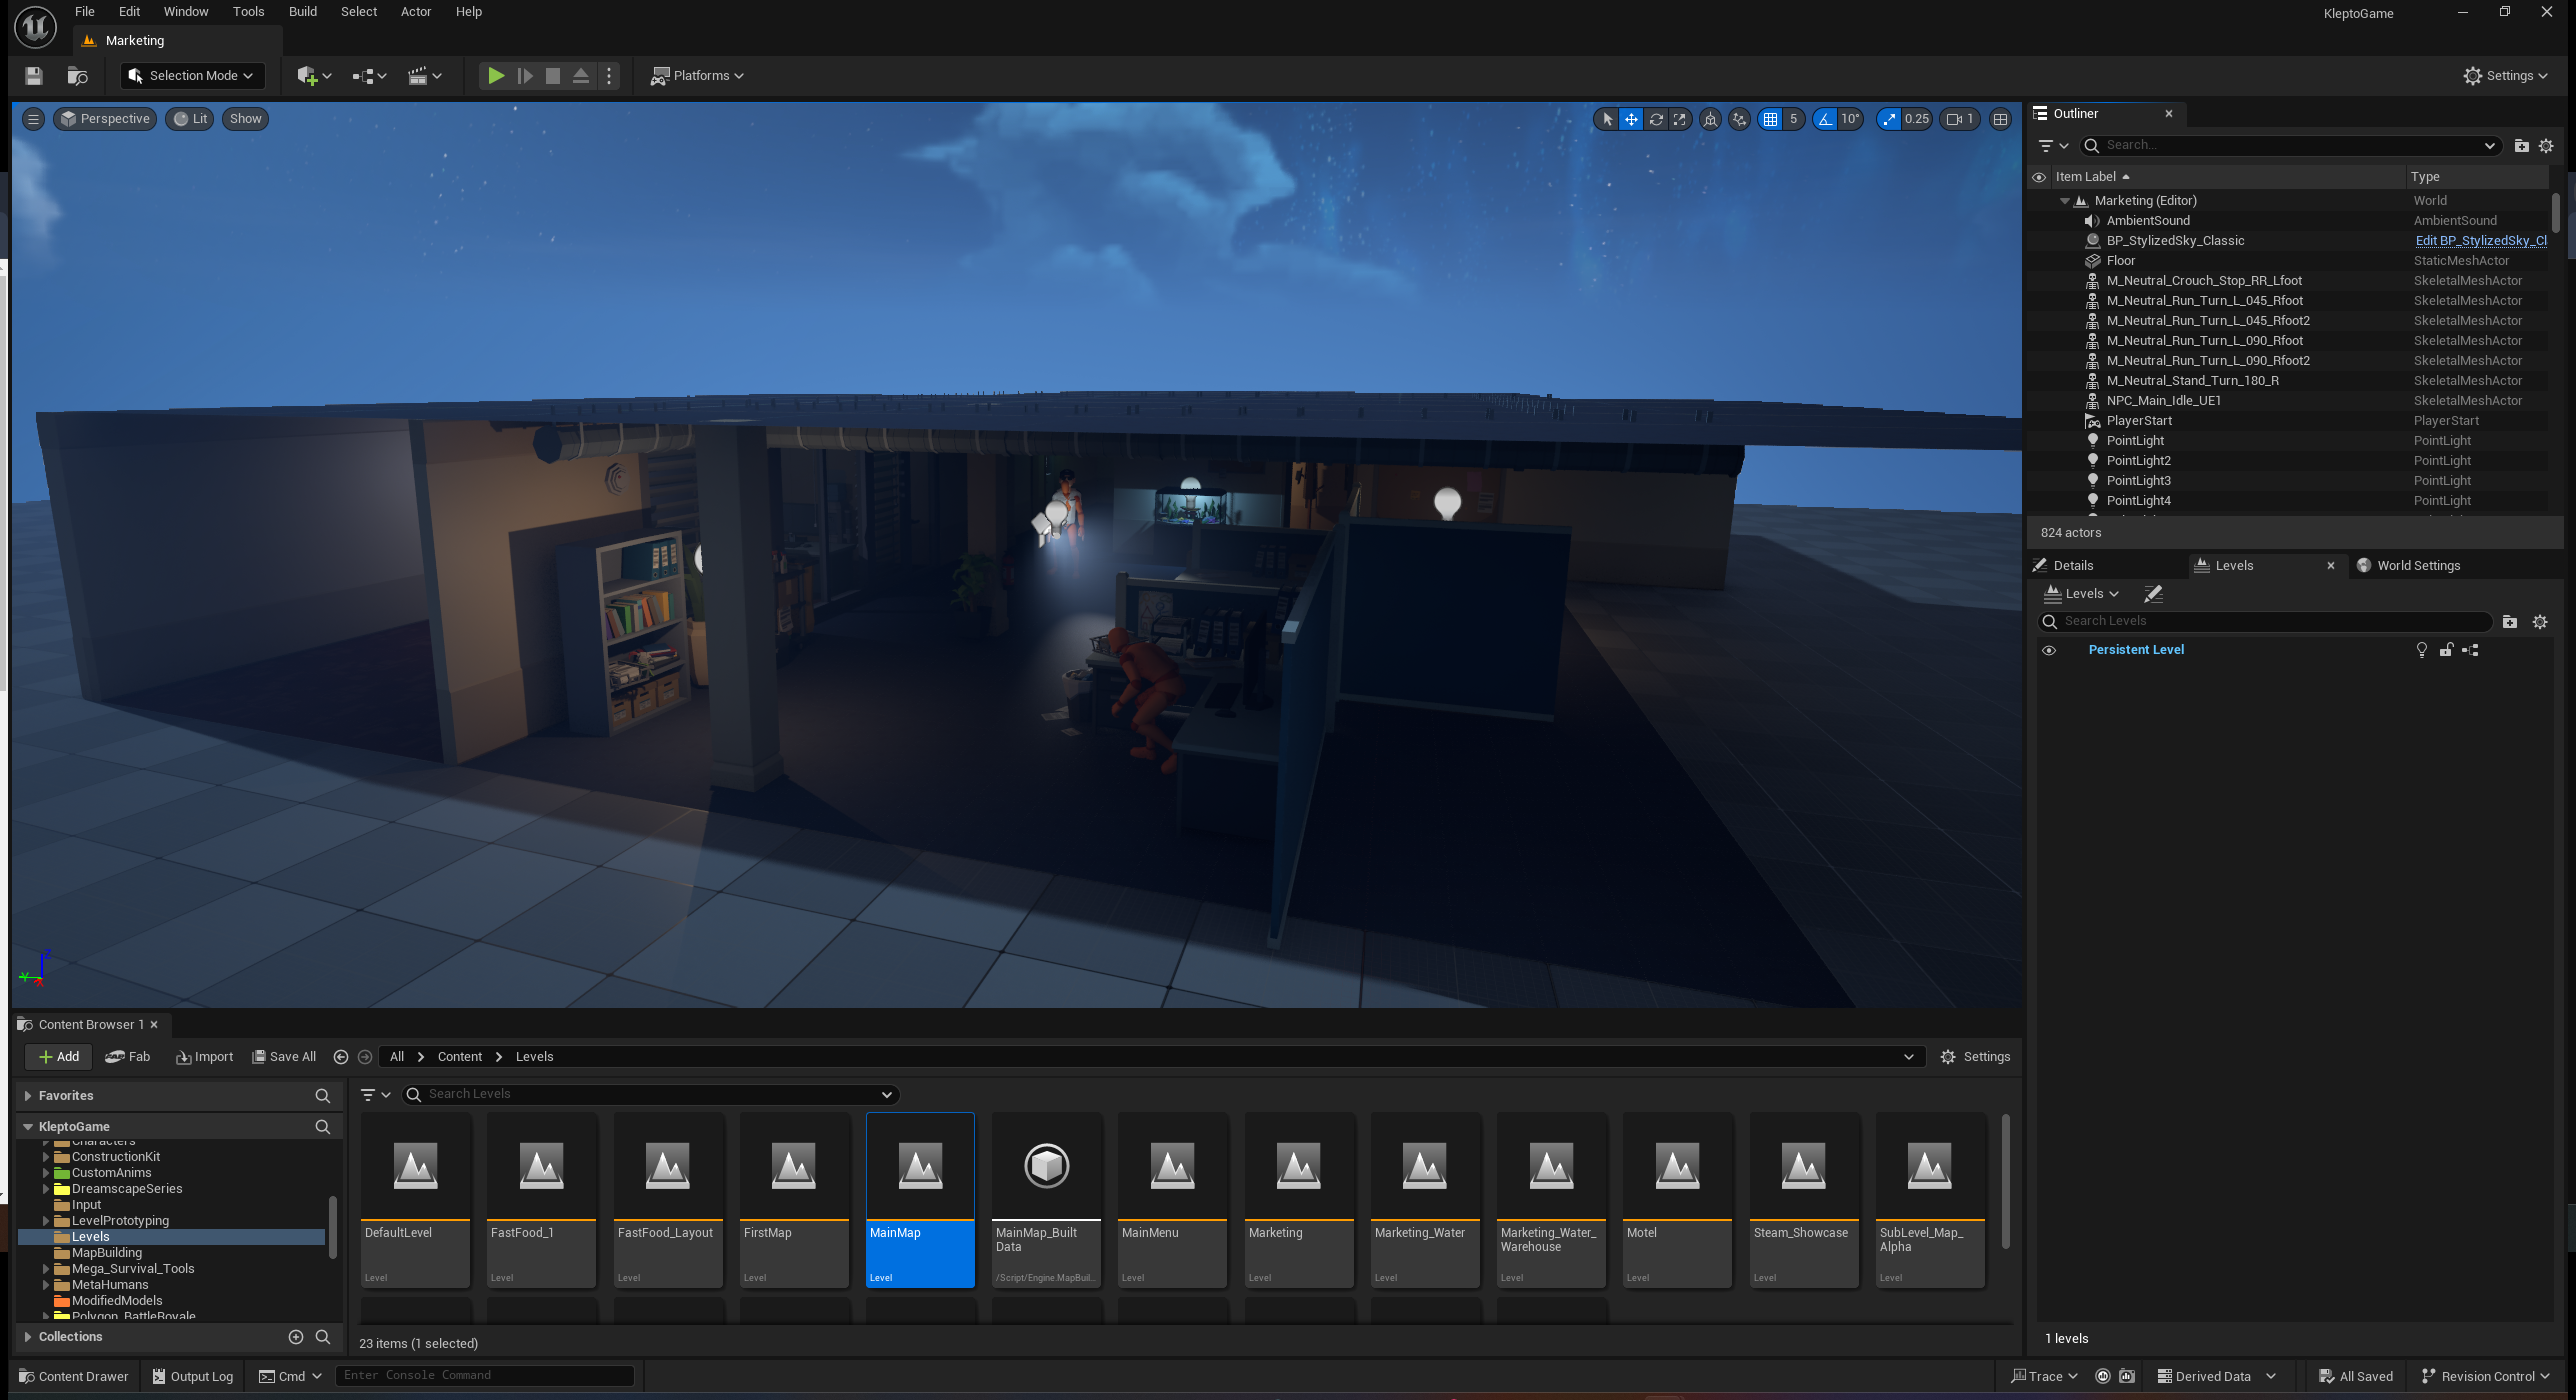 File Edit Window Tools Build Select Actor Help
KleptoGame
Marketing
Selection Mode
Platforms
Settings
Perspective Lit Show
5 10° 0.25 1
Outliner
Search...
Item Label Type
Marketing (Editor) World
AmbientSound AmbientSound
BP_StylizedSky_Classic Edit BP_StylizedSky_Cl
Floor StaticMeshActor
M_Neutral_Crouch_Stop_RR_Lfoot SkeletalMeshActor
M_Neutral_Run_Turn_L_045_Rfoot SkeletalMeshActor
M_Neutral_Run_Turn_L_045_Rfoot2 SkeletalMeshActor
M_Neutral_Run_Turn_L_090_Rfoot SkeletalMeshActor
M_Neutral_Run_Turn_L_090_Rfoot2 SkeletalMeshActor
M_Neutral_Stand_Turn_180_R SkeletalMeshActor
NPC_Main_Idle_UE1 SkeletalMeshActor
PlayerStart PlayerStart
PointLight PointLight
PointLight2 PointLight
PointLight3 PointLight
PointLight4 PointLight
824 actors
Details Levels World Settings
Levels
Search Levels
Persistent Level
1 levels
Z
Y
X
Content Browser 1
Add Fab Import Save All All Content Levels Settings
Favorites
Search Levels
KleptoGame
Characters
ConstructionKit
CustomAnims
DreamscapeSeries
Input
LevelPrototyping
Levels
MapBuilding
Mega_Survival_Tools
MetaHumans
ModifiedModels
Polygon_BattleRoyale
Collections
DefaultLevel
Level
FastFood_1
Level
FastFood_Layout
Level
FirstMap
Level
MainMap
Level
MainMap_Built
Data
/Script/Engine.MapBuil...
MainMenu
Level
Marketing
Level
Marketing_Water
Level
Marketing_Water_
Warehouse
Level
Motel
Level
Steam_Showcase
Level
SubLevel_Map_
Alpha
Level
23 items (1 selected)
Content Drawer Output Log Cmd Enter Console Command
Trace Derived Data All Saved Revision Control